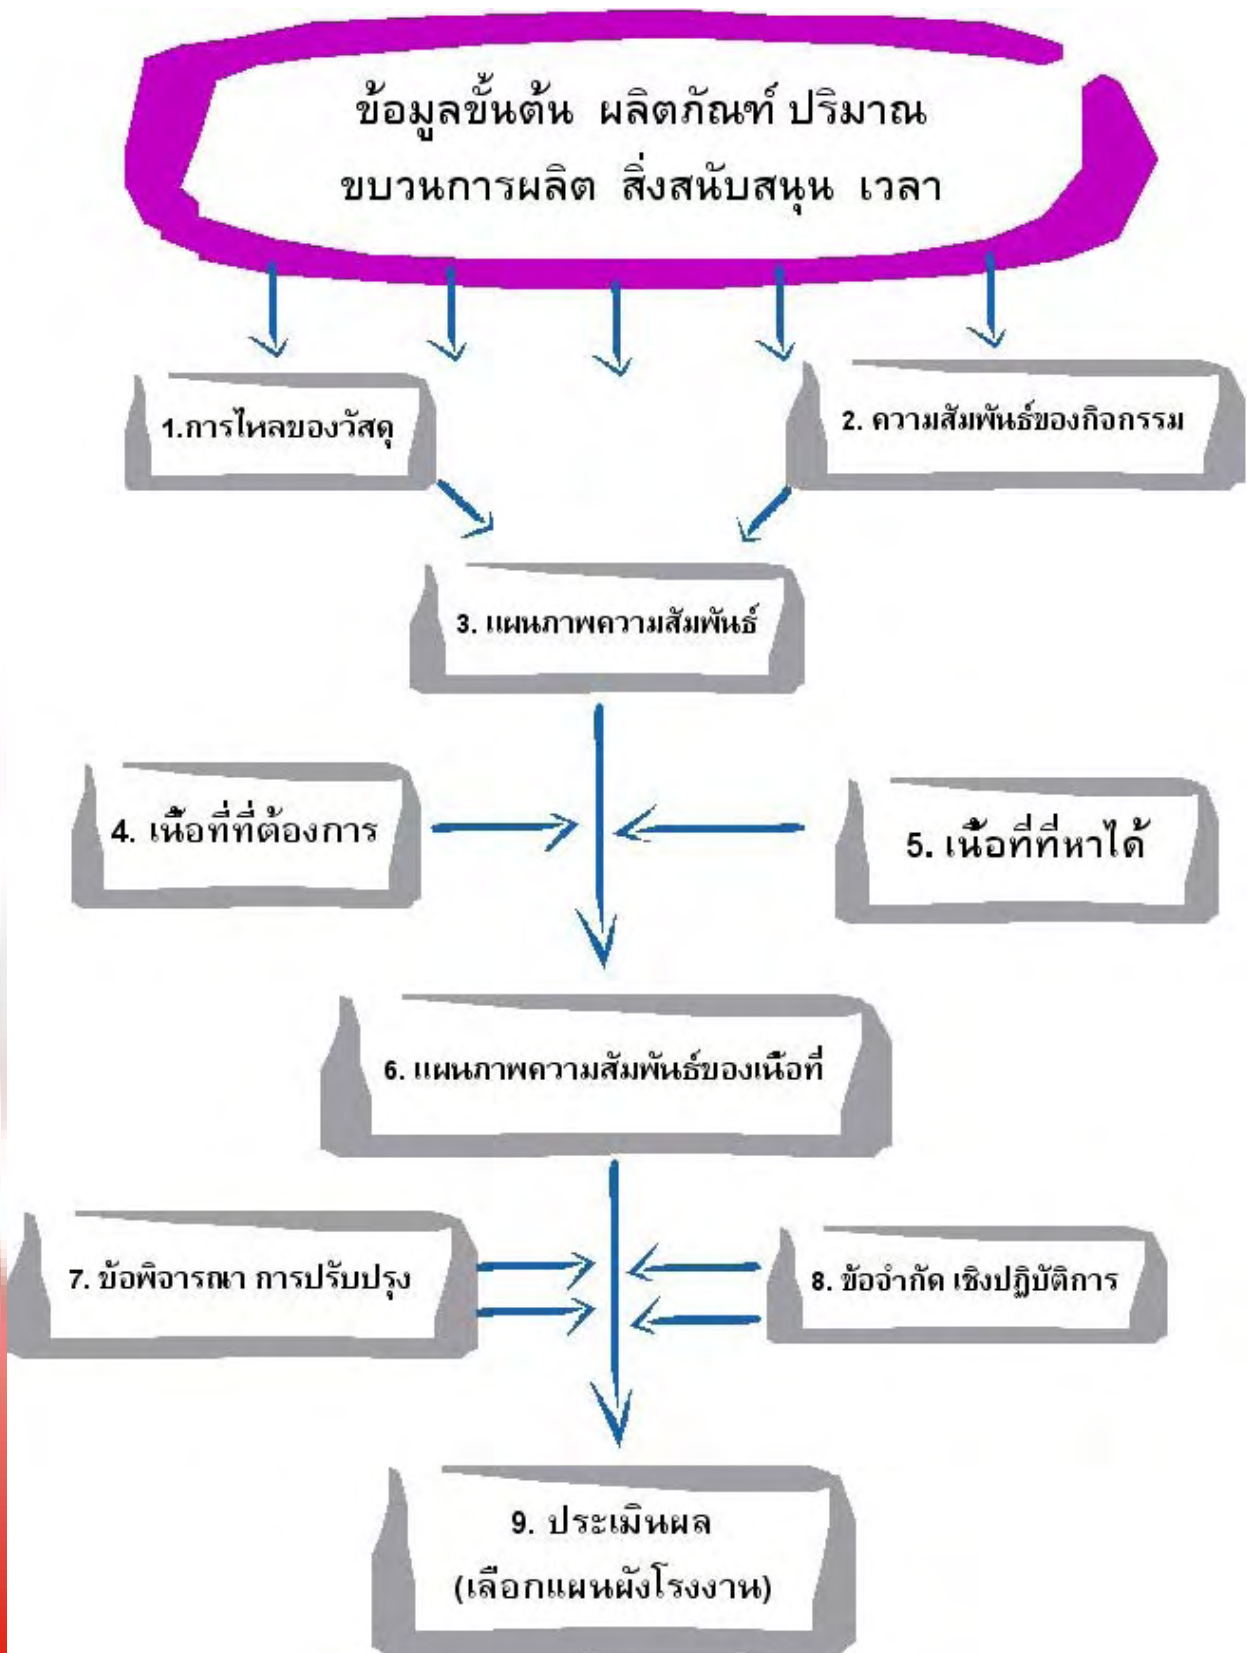 ข้อมูลขั้นต้น ผลิตภัณฑ์ ปริมาณ
ขบวนการผลิต สิ่งสนับสนุน เวลา
1.การไหลของวัสดุ
2. ความสัมพันธ์ของกิจกรรม
3. แผนภาพความสัมพันธ์
4. เนื้อที่ที่ต้องการ
5. เนื้อที่ที่หาได้
6. แผนภาพความสัมพันธ์ของเนื้อที่
7. ข้อพิจารณา การปรับปรุง
8. ข้อจำกัด เชิงปฏิบัติการ
9. ประเมินผล
(เลือกแผนผังโรงงาน)